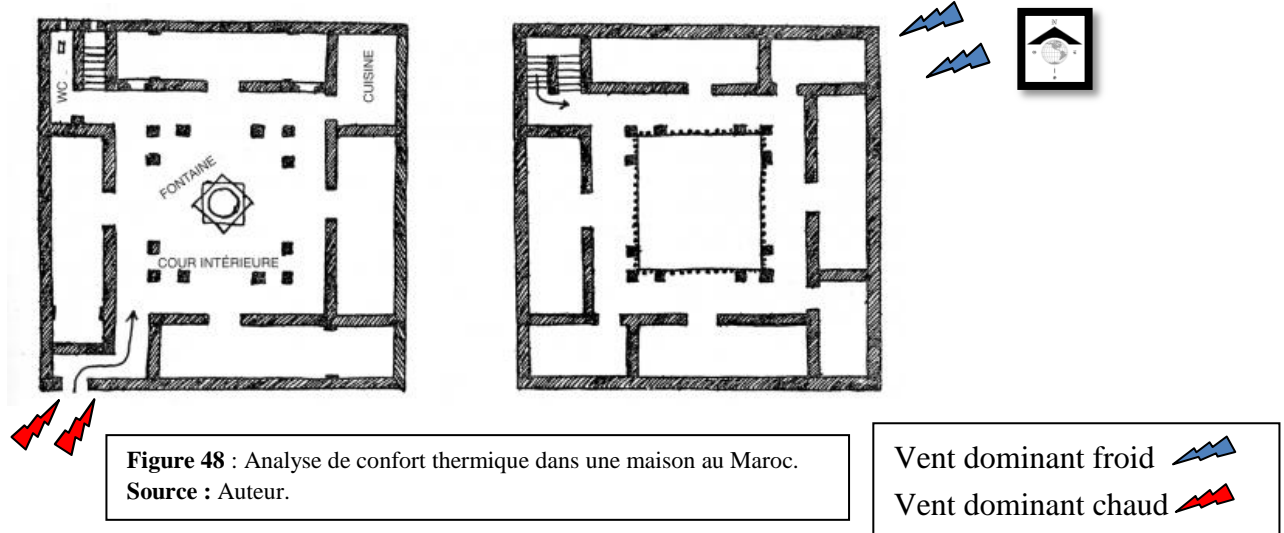 WC
CUISINE
FONTAINE
COUR INTÉRIEURE
N
Figure 48 : Analyse de confort thermique dans une maison au Maroc.
Source : Auteur.
Vent dominant froid
Vent dominant chaud